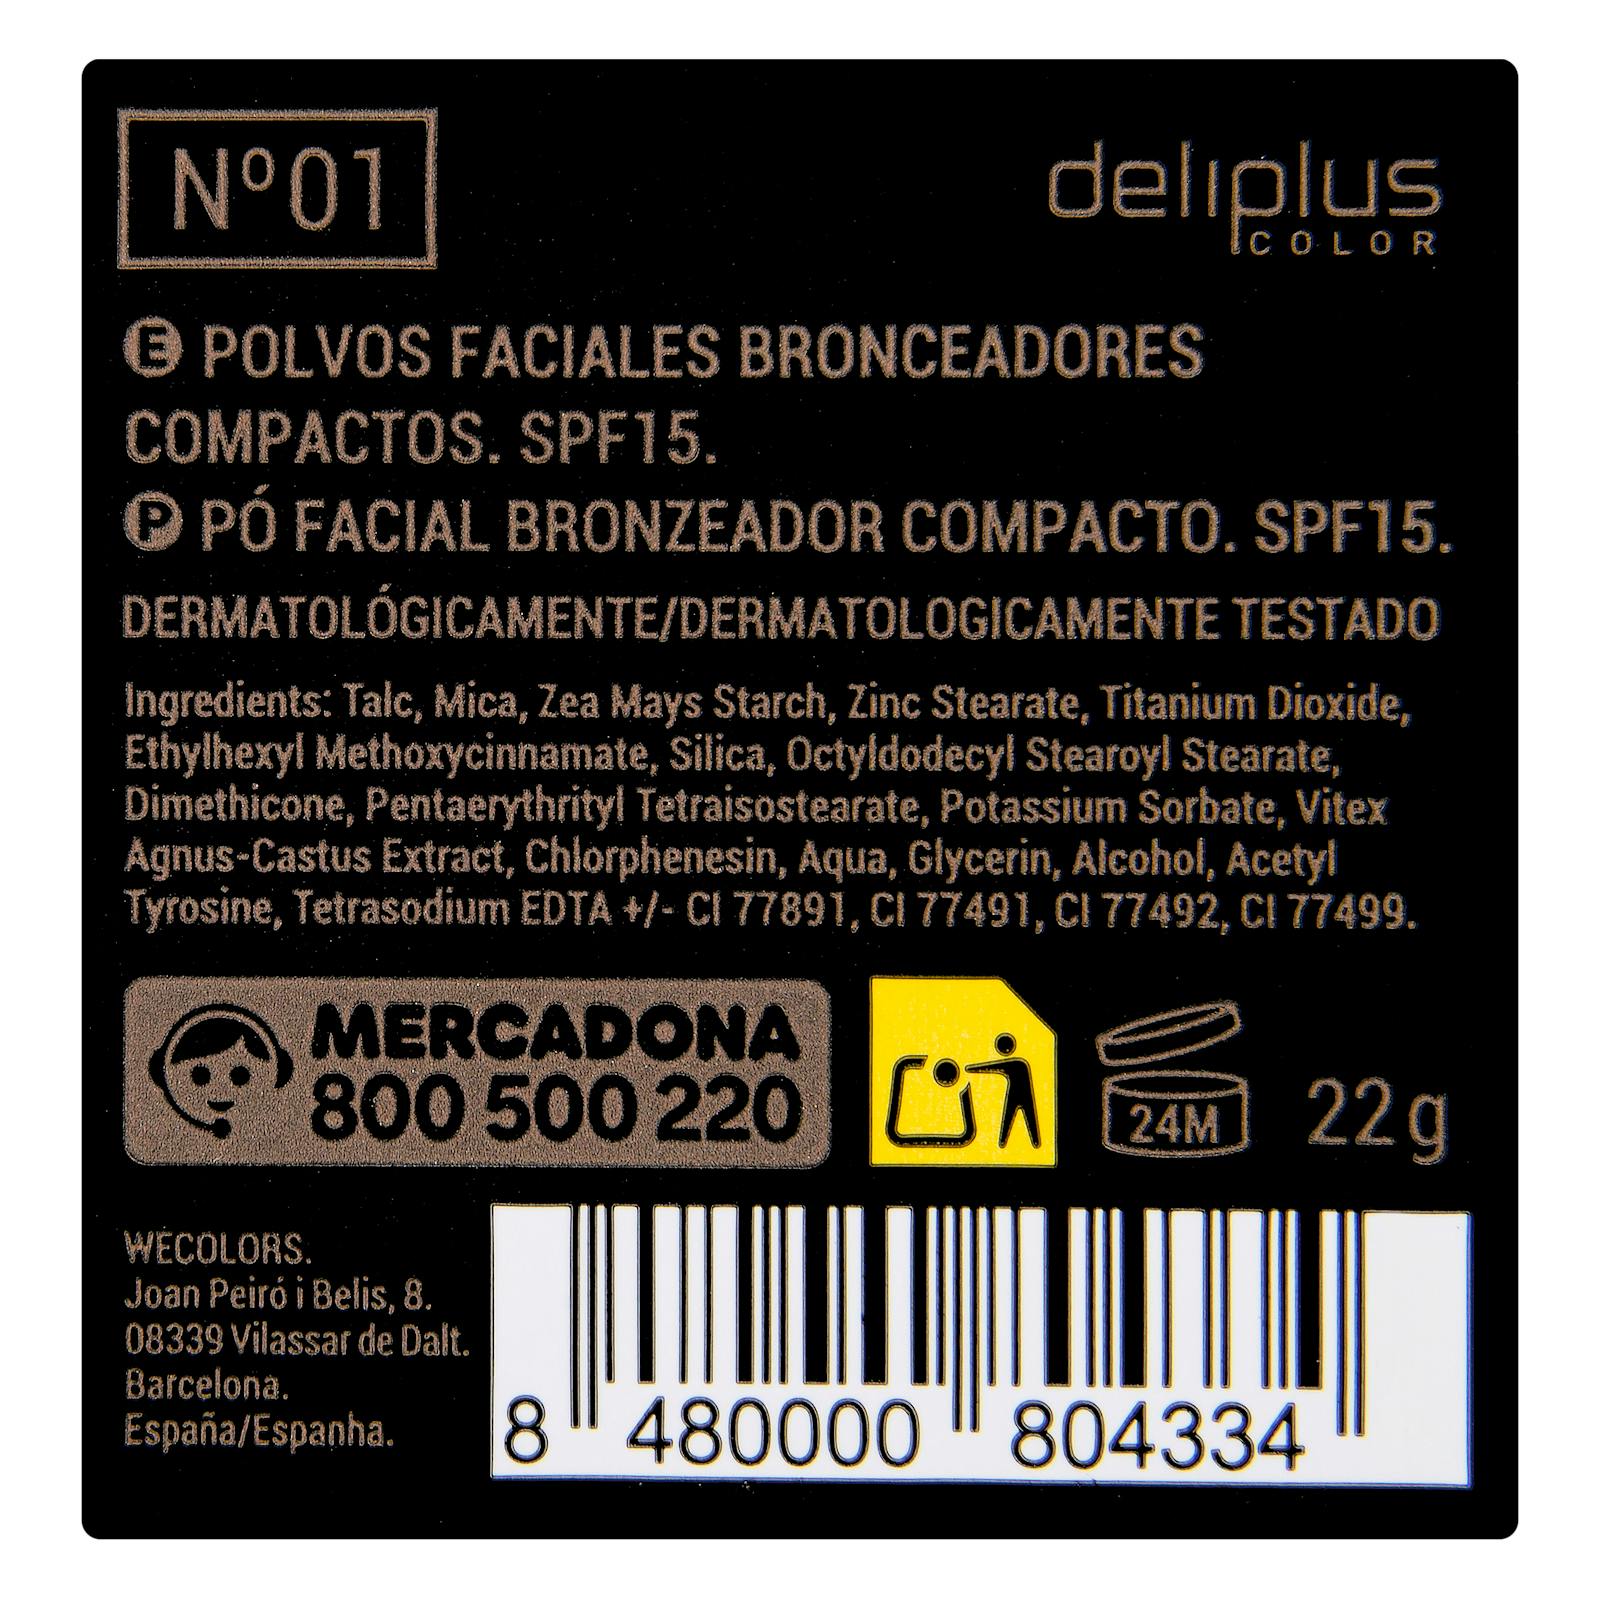 Nº01
deliplus
COLOR
E POLVOS FACIALES BRONCEADORES
COMPACTOS. SPF15.
P PÓ FACIAL BRONZEADOR COMPACTO. SPF15.
DERMATOLÓGICAMENTE/DERMATOLOGICAMENTE TESTADO
Ingredients: Talc, Mica, Zea Mays Starch, Zinc Stearate, Titanium Dioxide,
Ethylhexyl Methoxycinnamate, Silica, Octyldodecyl Stearoyl Stearate,
Dimethicone, Pentaerythrityl Tetraisostearate, Potassium Sorbate, Vitex
Agnus-Castus Extract, Chlorphenesin, Aqua, Glycerin, Alcohol, Acetyl
Tyrosine, Tetrasodium EDTA +/- CI 77891, CI 77491, CI 77492, CI 77499.
MERCADONA
800 500 220
24M
22 g
WECOLORS.
Joan Peiró i Belis, 8.
08339 Vilassar de Dalt.
Barcelona.
España/Espanha.
8 480000 804334